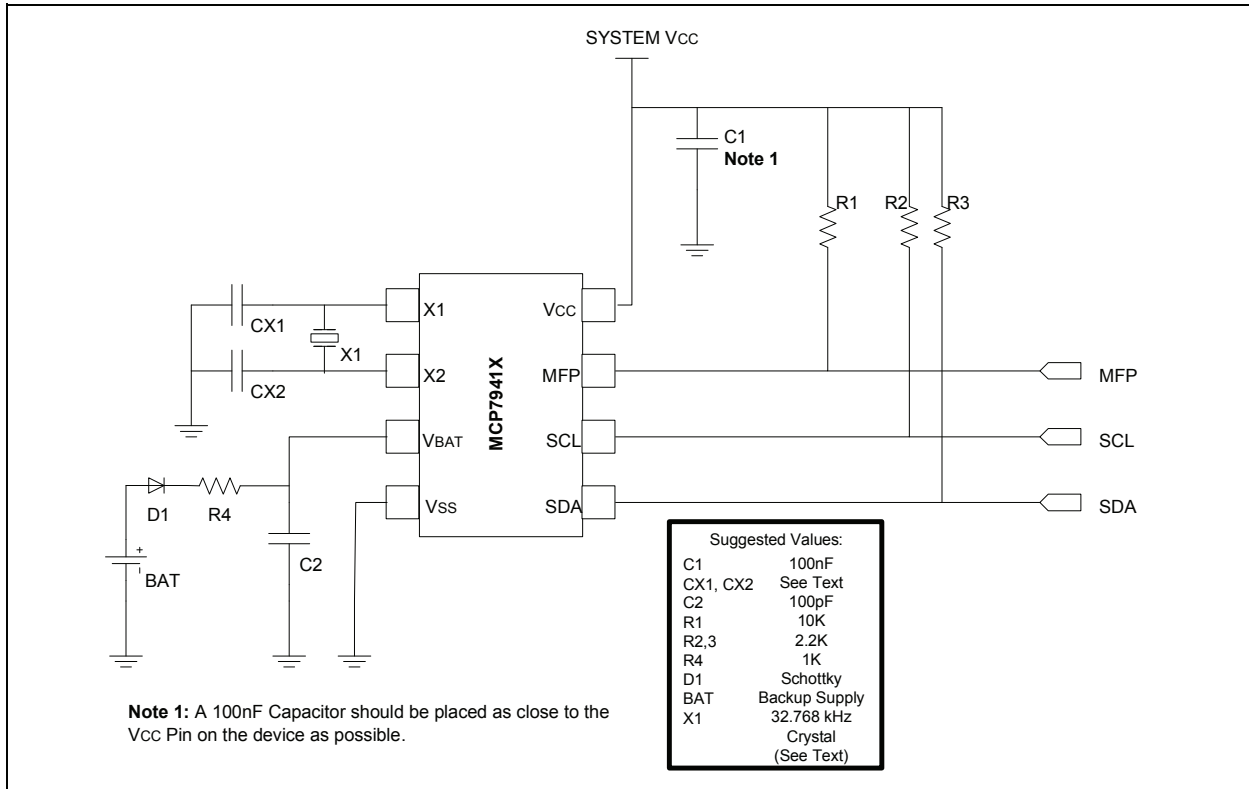 SYSTEM VCC
C1
Note 1
R1
R2
R3
CX1
X1
CX2
X1
X2
VBAT
VSS
MCP7941X
VCC
MFP
SCL
SDA
MFP
SCL
SDA
D1
R4
C2
+
-
BAT
Suggested Values:
C1 100nF
CX1, CX2 See Text
C2 100pF
R1 10K
R2,3 2.2K
R4 1K
D1 Schottky
BAT Backup Supply
X1 32.768 kHz
Crystal
(See Text)
Note 1: A 100nF Capacitor should be placed as close to the
VCC Pin on the device as possible.